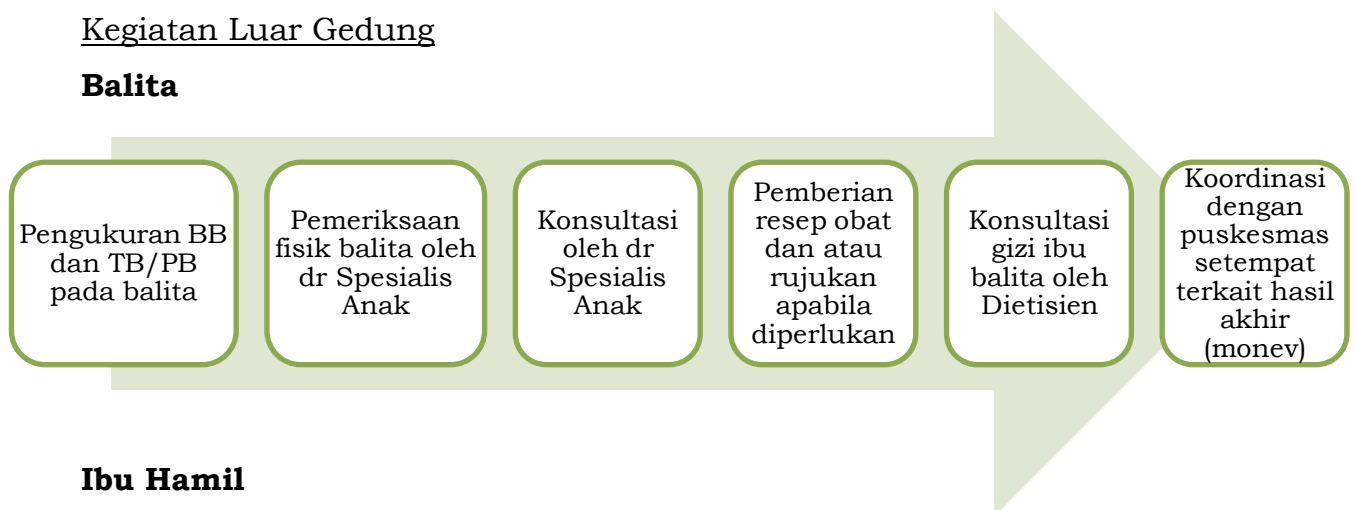 Kegiatan Luar Gedung
Balita
Pengukuran BB
dan TB/PB
pada balita
Pemeriksaan
fisik balita oleh
dr Spesialis
Anak
Konsultasi
oleh dr
Spesialis
Anak
Pemberian
resep obat
dan atau
rujukan
apabila
diperlukan
Konsultasi
gizi ibu
balita oleh
Dietisien
Koordinasi
dengan
puskesmas
setempat
terkait hasil
akhir
(monev)
Ibu Hamil